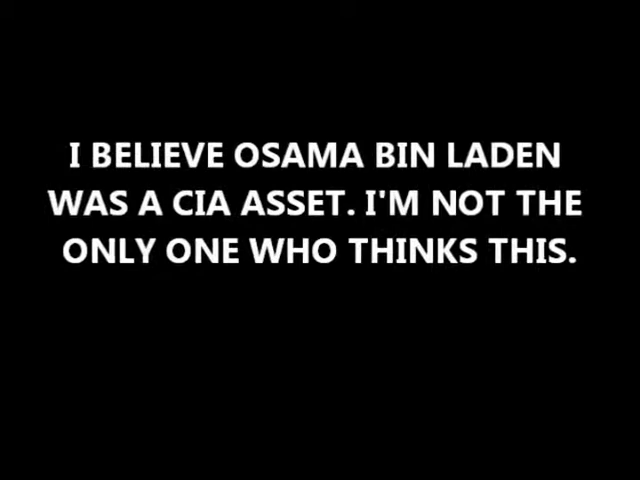 I BELIEVE OSAMA BIN LADEN
WAS A CIA ASSET. I'M NOT THE
ONLY ONE WHO THINKS THIS.